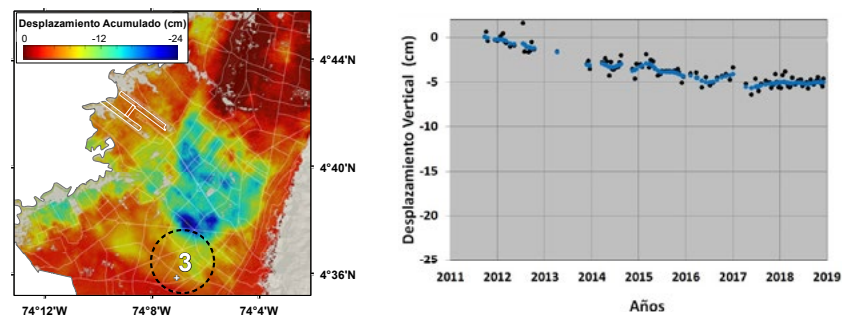 Desplazamiento Acumulado (cm)
0 -12 -24
4°44'N
4°40'N
4°36'N
3
74°12'W 74°8'W 74°4'W
Desplazamiento Vertical (cm)
0
-5
-10
-15
-20
-25
2011 2012 2013 2014 2015 2016 2017 2018 2019
Años